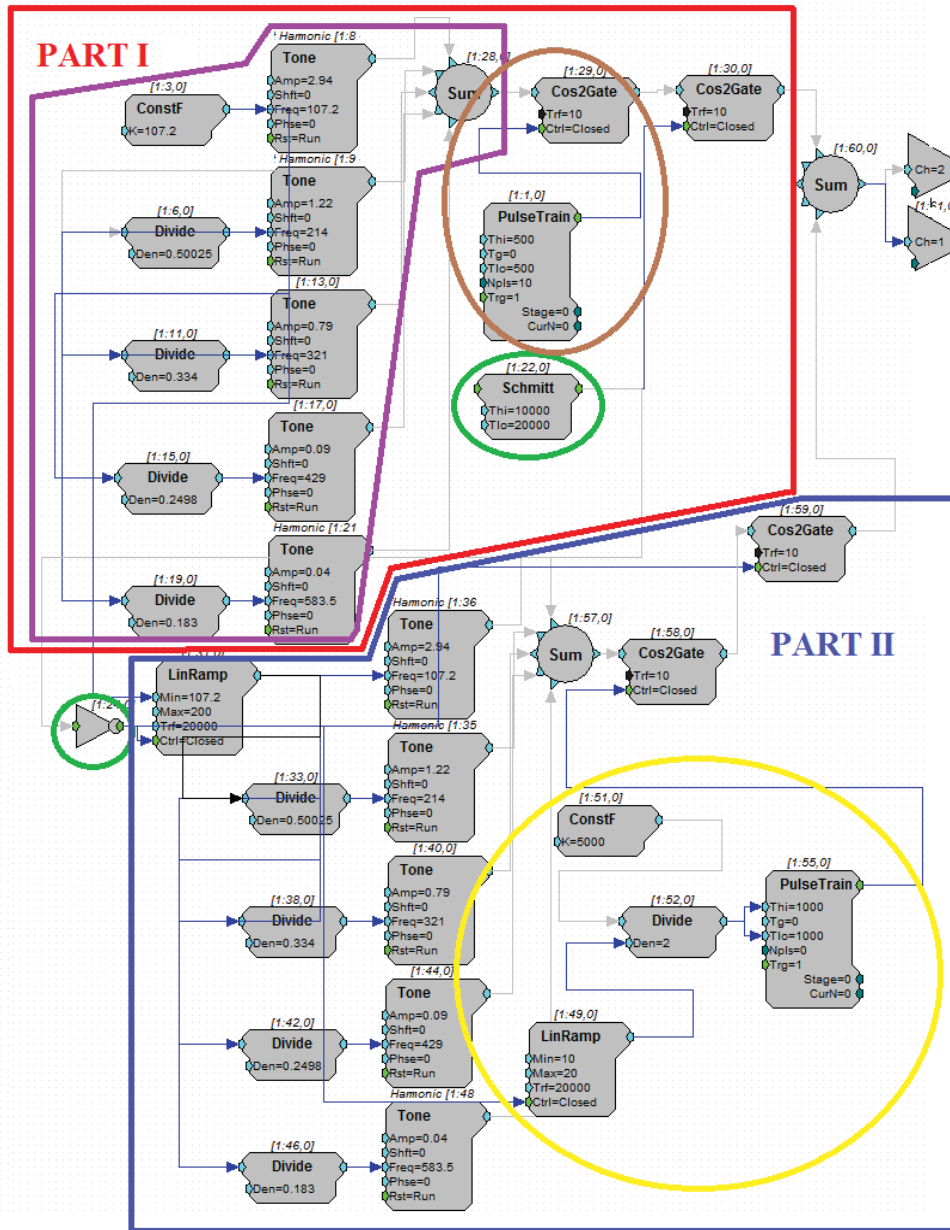 PART I
Harmonic [1:8
Tone
Amp=2.94
Shft=0
Freq=107.2
Phse=0
Rst=Run
[1:3,0]
ConstF
K=107.2
[1:28,0]
Sum
[1:29,0]
Cos2Gate
Trf=10
Ctrl=Closed
[1:30,0]
Cos2Gate
Trf=10
Ctrl=Closed
[1:60,0]
Sum
Ch=2
Ch=1
Harmonic [1:9
Tone
Amp=1.22
Shft=0
Freq=214
Phse=0
Rst=Run
[1:6,0]
Divide
Den=0.50025
[1:1,0]
PulseTrain
Thi=500
Tg=0
Tlo=500
Npls=10
Trg=1
Stage=0
CurN=0
[1:13,0]
Tone
Amp=0.79
Shft=0
Freq=321
Phse=0
Rst=Run
[1:11,0]
Divide
Den=0.334
[1:22,0]
Schmitt
Thi=10000
Tlo=20000
[1:17,0]
Tone
Amp=0.09
Shft=0
Freq=429
Phse=0
Rst=Run
[1:15,0]
Divide
Den=0.2498
Harmonic [1:21
Tone
Amp=0.04
Shft=0
Freq=583.5
Phse=0
Rst=Run
[1:19,0]
Divide
Den=0.183
[1:59,0]
Cos2Gate
Trf=10
Ctrl=Closed
PART II
Harmonic [1:36
Tone
Amp=2.94
Shft=0
Freq=107.2
Phse=0
Rst=Run
[1:57,0]
Sum
[1:58,0]
Cos2Gate
Trf=10
Ctrl=Closed
LinRamp
Min=107.2
Max=200
Trf=20000
Ctrl=Closed
Harmonic [1:35
Tone
Amp=1.22
Shft=0
Freq=214
Phse=0
Rst=Run
[1:33,0]
Divide
Den=0.50025
[1:51,0]
ConstF
K=5000
[1:40,0]
Tone
Amp=0.79
Shft=0
Freq=321
Phse=0
Rst=Run
[1:38,0]
Divide
Den=0.334
[1:52,0]
Divide
Den=2
[1:55,0]
PulseTrain
Thi=1000
Tg=0
Tlo=1000
Npls=0
Trg=1
Stage=0
CurN=0
[1:44,0]
Tone
Amp=0.09
Shft=0
Freq=429
Phse=0
Rst=Run
[1:42,0]
Divide
Den=0.2498
[1:49,0]
LinRamp
Min=10
Max=20
Trf=20000
Ctrl=Closed
Harmonic [1:48
Tone
Amp=0.04
Shft=0
Freq=583.5
Phse=0
Rst=Run
[1:46,0]
Divide
Den=0.183